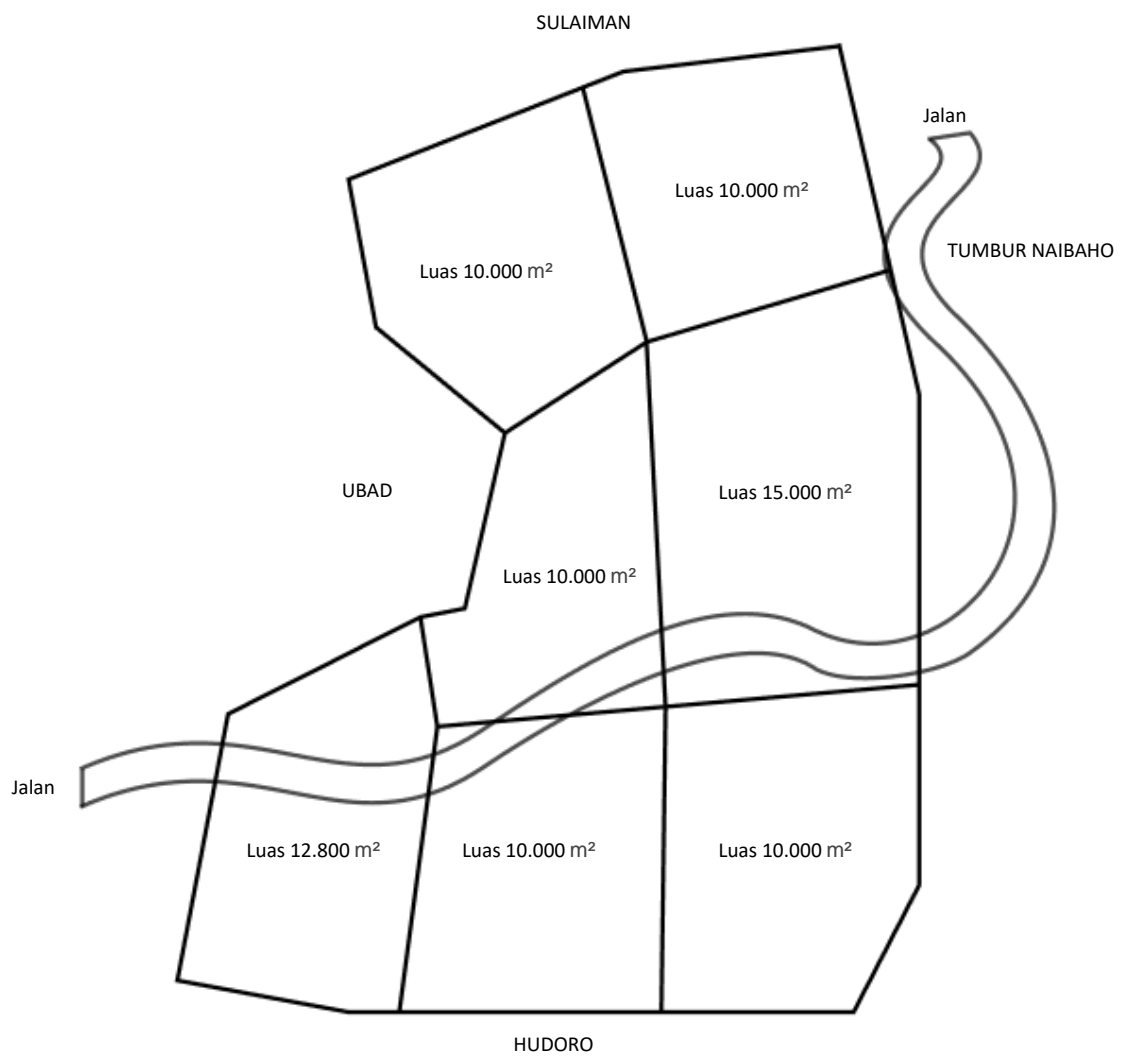 SULAIMAN
Jalan
Luas 10.000 m²
TUMBUR NAIBAHO
Luas 10.000 m²
UBAD
Luas 15.000 m²
Luas 10.000 m²
Jalan
Luas 12.800 m²
Luas 10.000 m²
Luas 10.000 m²
HUDORO